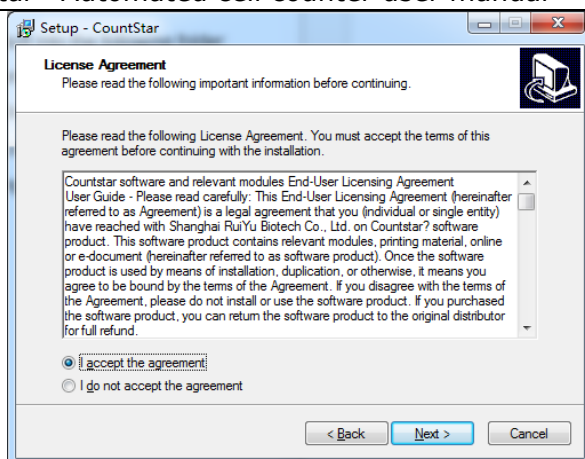 Automated cell counter user manual
Setup - CountStar
License Agreement
Please read the following important information before continuing.
Please read the following License Agreement. You must accept the terms of this
agreement before continuing with the installation.
Countstar software and relevant modules End-User Licensing Agreement
User Guide - Please read carefully: This End-User Licensing Agreement (hereinafter
referred to as Agreement) is a legal agreement that you (individual or single entity)
have reached with Shanghai RuiYu Biotech Co., Ltd. on Countstar? software
product. This software product contains relevant modules, printing material, online
or e-document (hereinafter referred to as software product). Once the software
product is used by means of installation, duplication, or otherwise, it means you
agree to be bound by the terms of the Agreement. If you disagree with the terms of
the Agreement, please do not install or use the software product. If you purchased
the software product, you can return the software product to the original distributor
for full refund.
I accept the agreement
I do not accept the agreement
< Back Next > Cancel